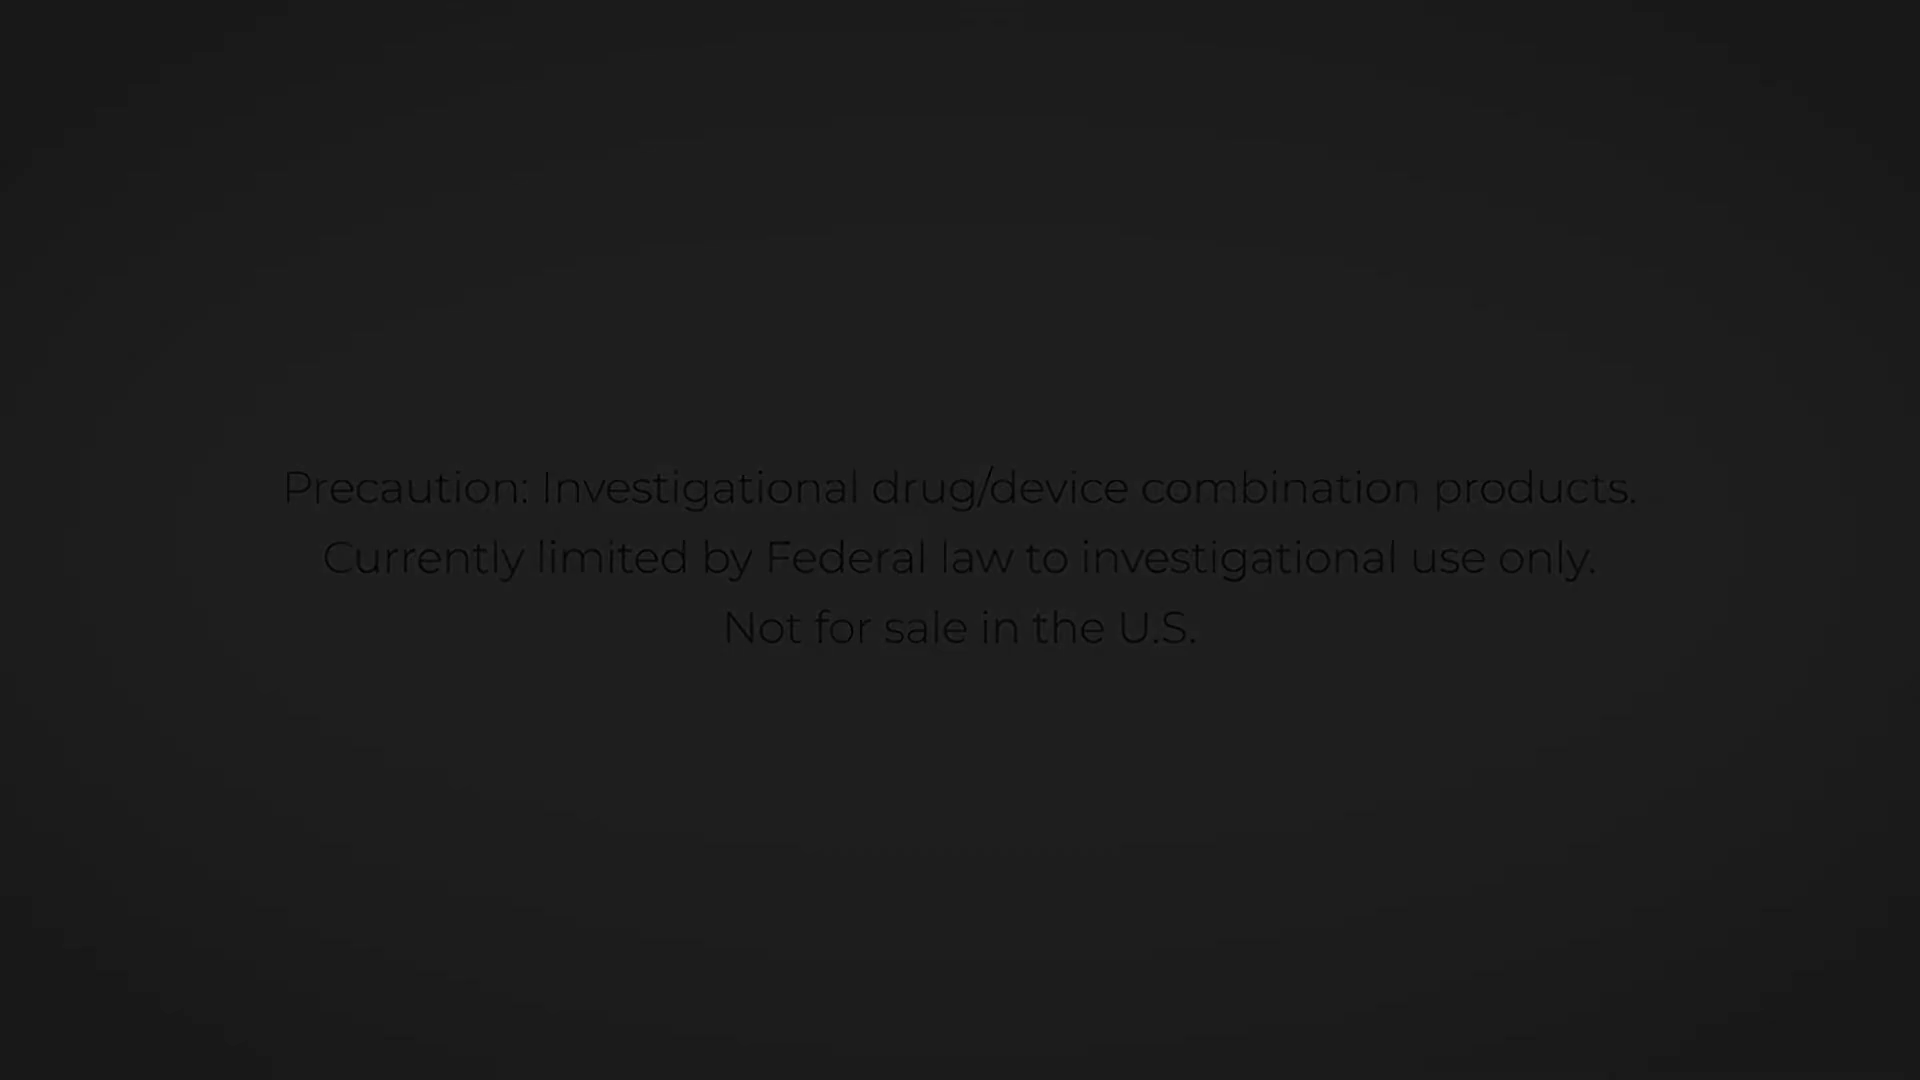 Precaution: Investigational drug/device combination products.
Currently limited by Federal law to investigational use only.
Not for sale in the U.S.